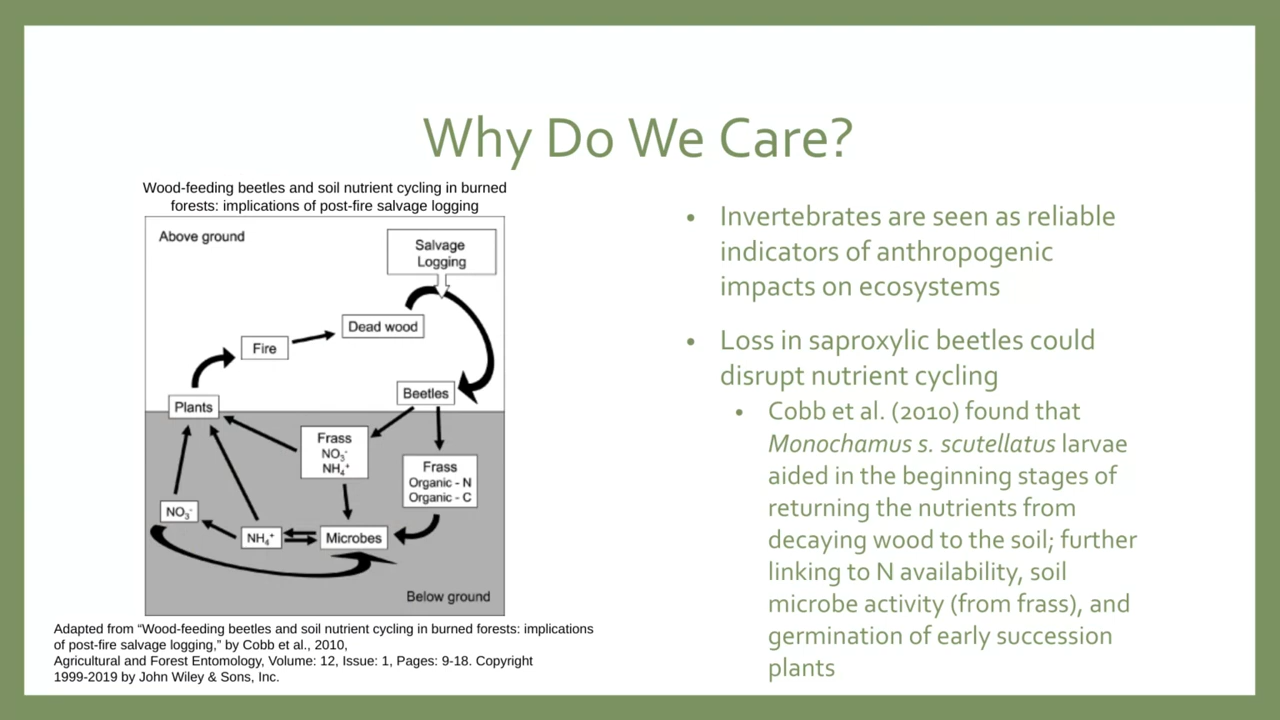 Why Do We Care?
Wood-feeding beetles and soil nutrient cycling in burned
forests: implications of post-fire salvage logging
Above ground
Salvage
Logging
Dead wood
Fire
Beetles
Plants
Frass
NO₃⁻
NH₄⁺
Frass
Organic - N
Organic - C
NO₃⁻
NH₄⁺
Microbes
Below ground
Adapted from “Wood-feeding beetles and soil nutrient cycling in burned forests: implications
of post-fire salvage logging,” by Cobb et al., 2010,
Agricultural and Forest Entomology, Volume: 12, Issue: 1, Pages: 9-18. Copyright
1999-2019 by John Wiley & Sons, Inc.
• Invertebrates are seen as reliable
indicators of anthropogenic
impacts on ecosystems
• Loss in saproxylic beetles could
disrupt nutrient cycling
• Cobb et al. (2010) found that
Monochamus s. scutellatus larvae
aided in the beginning stages of
returning the nutrients from
decaying wood to the soil; further
linking to N availability, soil
microbe activity (from frass), and
germination of early succession
plants